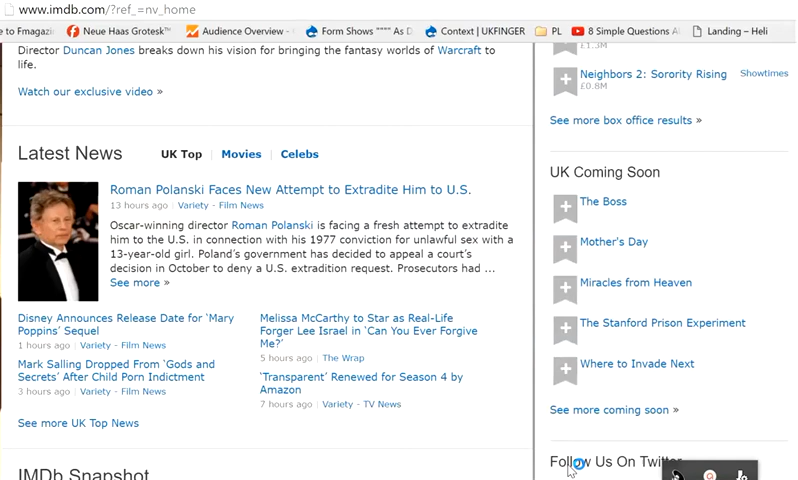 www.imdb.com/?ref_=nv_home
e to Fmagazi
Neue Haas Grotesk™
Audience Overview -
Form Shows """" As D
Context | UKFINGER
PL
8 Simple Questions A
Landing – Heli
Director Duncan Jones breaks down his vision for bringing the fantasy worlds of Warcraft to
life.
Watch our exclusive video »
Latest News
UK Top | Movies | Celebs
Roman Polanski Faces New Attempt to Extradite Him to U.S.
13 hours ago | Variety - Film News
Oscar-winning director Roman Polanski is facing a fresh attempt to extradite
him to the U.S. in connection with his 1977 conviction for unlawful sex with a
13-year-old girl. Poland's government has decided to appeal a court's
decision in October to deny a U.S. extradition request. Prosecutors had ...
See more »
Disney Announces Release Date for 'Mary
Poppins' Sequel
1 hours ago | Variety - Film News
Mark Salling Dropped From 'Gods and
Secrets' After Child Porn Indictment
3 hours ago | Variety - Film News
Melissa McCarthy to Star as Real-Life
Forger Lee Israel in 'Can You Ever Forgive
Me?'
5 hours ago | The Wrap
'Transparent' Renewed for Season 4 by
Amazon
7 hours ago | Variety - TV News
See more UK Top News
IMDb Snapshot
£1.3M
Neighbors 2: Sorority Rising
Showtimes
£0.8M
See more box office results »
UK Coming Soon
The Boss
Mother's Day
Miracles from Heaven
The Stanford Prison Experiment
Where to Invade Next
See more coming soon »
Follow Us On Twitter